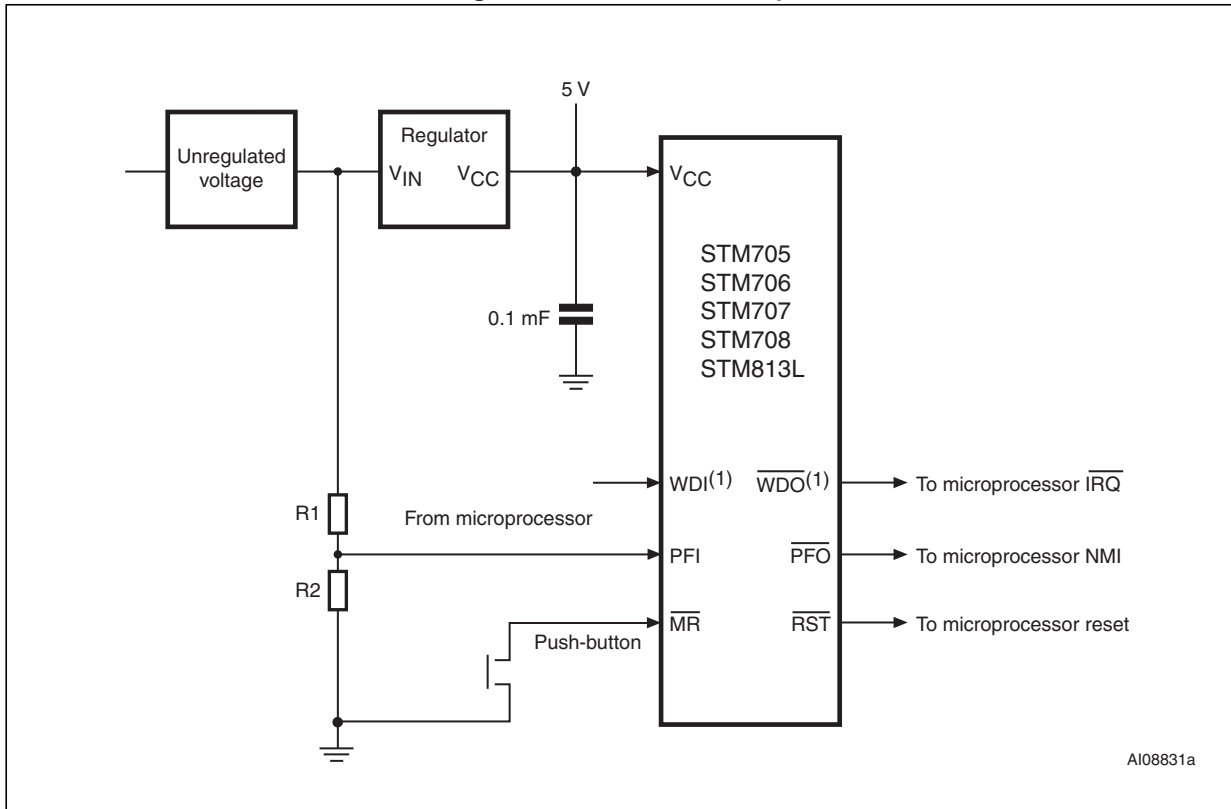 5 V
Unregulated
voltage
Regulator
VIN VCC
VCC
STM705
STM706
STM707
STM708
STM813L
0.1 mF
WDI(1) WDO(1) To microprocessor IRQ
R1
From microprocessor
PFI PFO To microprocessor NMI
R2
MR RST To microprocessor reset
Push-button
AI08831a